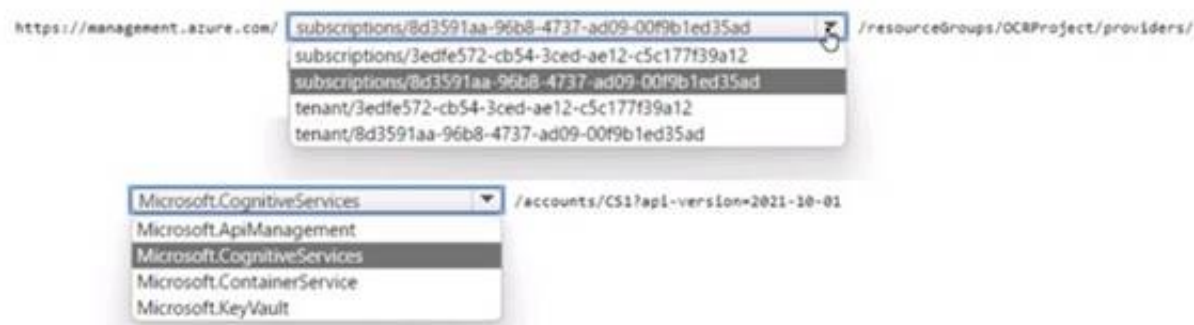 https://management.azure.com/ subscriptions/8d3591aa-96b8-4737-ad09-00f9b1ed35ad /resourceGroups/OCRProject/providers/
subscriptions/3edfe572-cb54-3ced-ae12-c5c177f39a12
subscriptions/8d3591aa-96b8-4737-ad09-00f9b1ed35ad
tenant/3edfe572-cb54-3ced-ae12-c5c177f39a12
tenant/8d3591aa-96b8-4737-ad09-00f9b1ed35ad
Microsoft.CognitiveServices /accounts/CS1?api-version=2021-10-01
Microsoft.ApiManagement
Microsoft.CognitiveServices
Microsoft.ContainerService
Microsoft.KeyVault